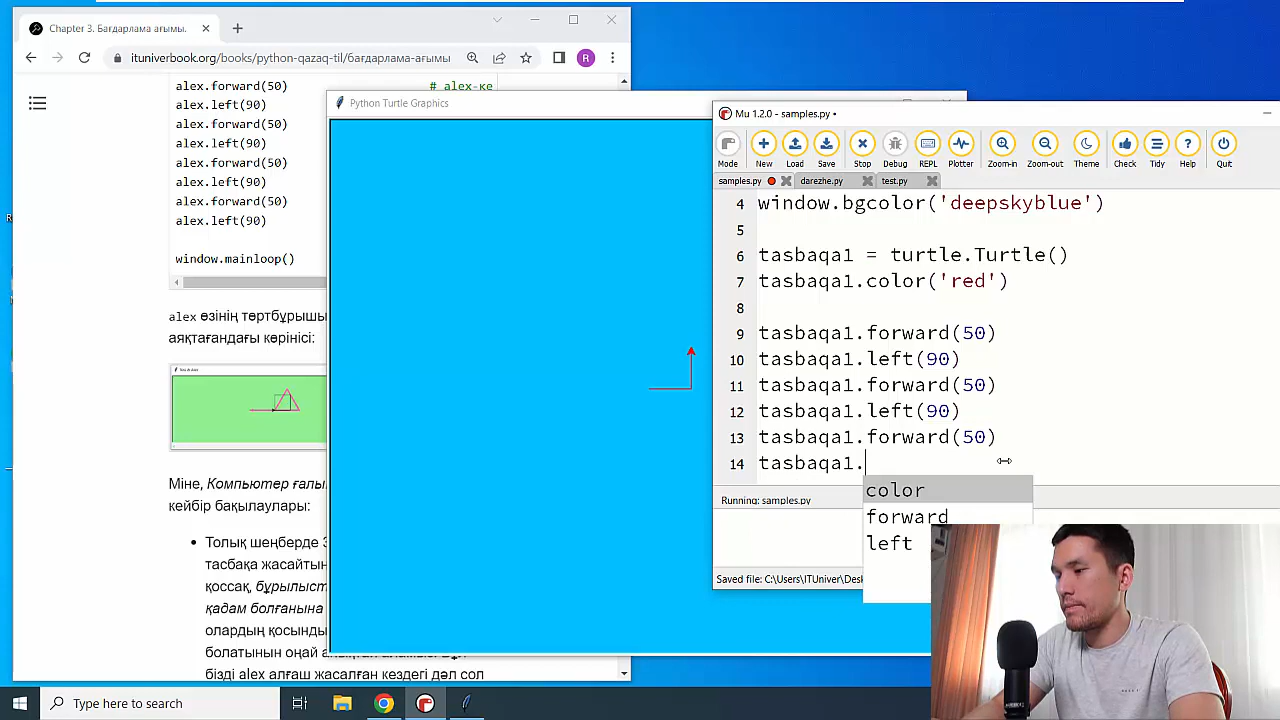 Chapter 3. Бағдарлама ағымы.
ituniverbook.org/books/python-qazaq-til/бағдарлама-ағымы
R
alex.forward(50) # alex-ке
alex.left(90)
alex.forward(50)
alex.left(90)
alex.forward(50)
alex.left(90)
alex.forward(50)
alex.left(90)
window.mainloop()
alex өзінің төртбұрышы
аяқтағандағы көрінісі:
Міне, Компьютер ғалы
кейбір бақылаулары:
Толық шеңберде 3
тасбақа жасайтын
қоссақ, бұрылыст
қадам болғанына
олардың қосынды
болатынын оңай анықтап аламыз. Бұл
бізді alex алғаш жасалған кездегі дәл сол
Python Turtle Graphics
Mu 1.2.0 - samples.py •
Mode New Load Save Stop Debug REPL Plotter Zoom-in Zoom-out Theme Check Tidy Help Quit
samples.py darezhe.py test.py
4 window.bgcolor('deepskyblue')
5
6 tasbaqa1 = turtle.Turtle()
7 tasbaqa1.color('red')
8
9 tasbaqa1.forward(50)
10 tasbaqa1.left(90)
11 tasbaqa1.forward(50)
12 tasbaqa1.left(90)
13 tasbaqa1.forward(50)
14 tasbaqa1.
color
forward
left
Running: samples.py
Saved file: C:\Users\ITUniver\Desk
Type here to search